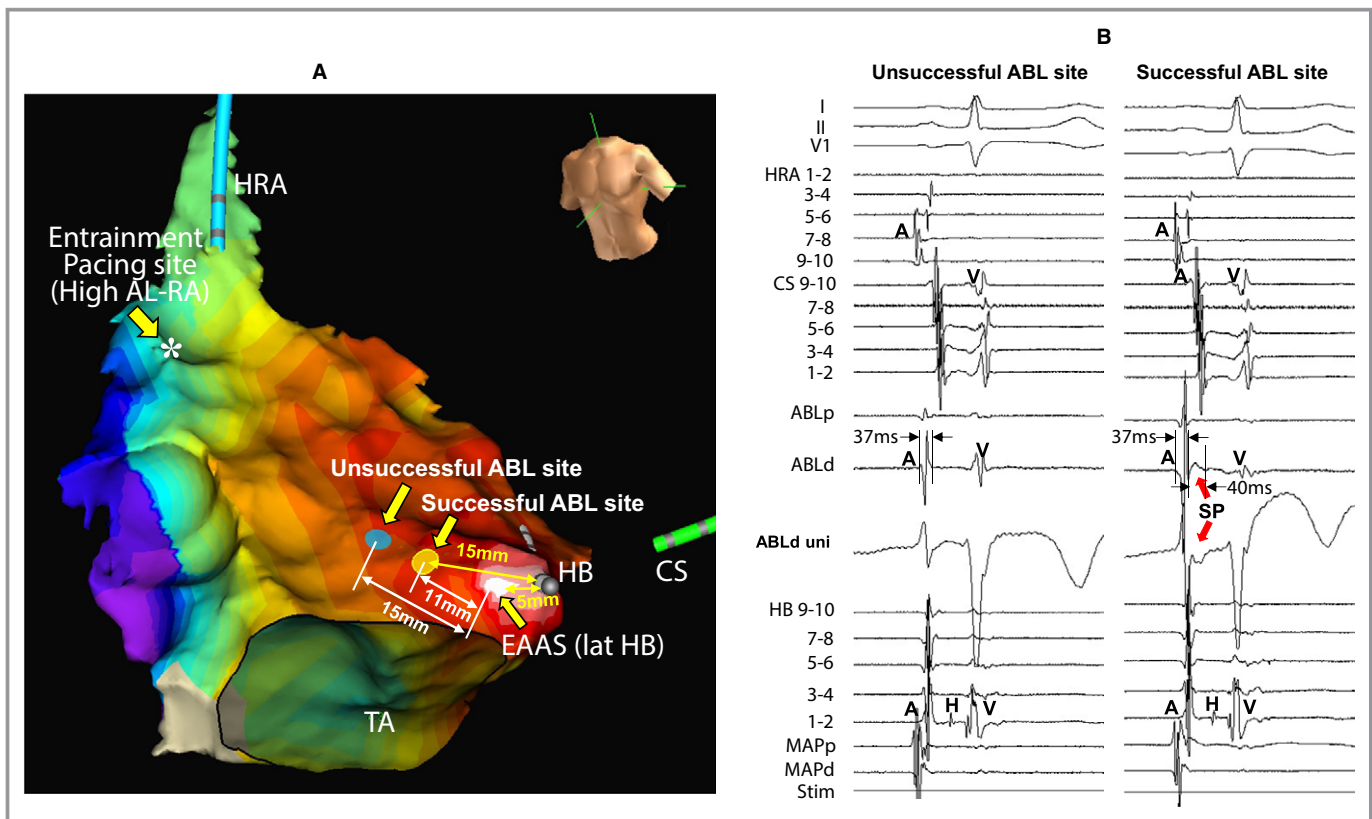 A
HRA
Entrainment
Pacing site
(High AL-RA)
*
Unsuccessful ABL site
Successful ABL site
15mm
HB
CS
11mm
5mm
15mm
EAAS (lat HB)
TA
B
Unsuccessful ABL site
Successful ABL site
I
II
V1
HRA 1-2
3-4
5-6
A
A
7-8
9-10
CS 9-10
V
A
V
7-8
5-6
3-4
1-2
ABLp
37ms
37ms
ABLd
A
V
A
V
40ms
SP
ABLd uni
HB 9-10
7-8
5-6
3-4
1-2
A
H
V
A
H
V
MAPp
MAPd
Stim